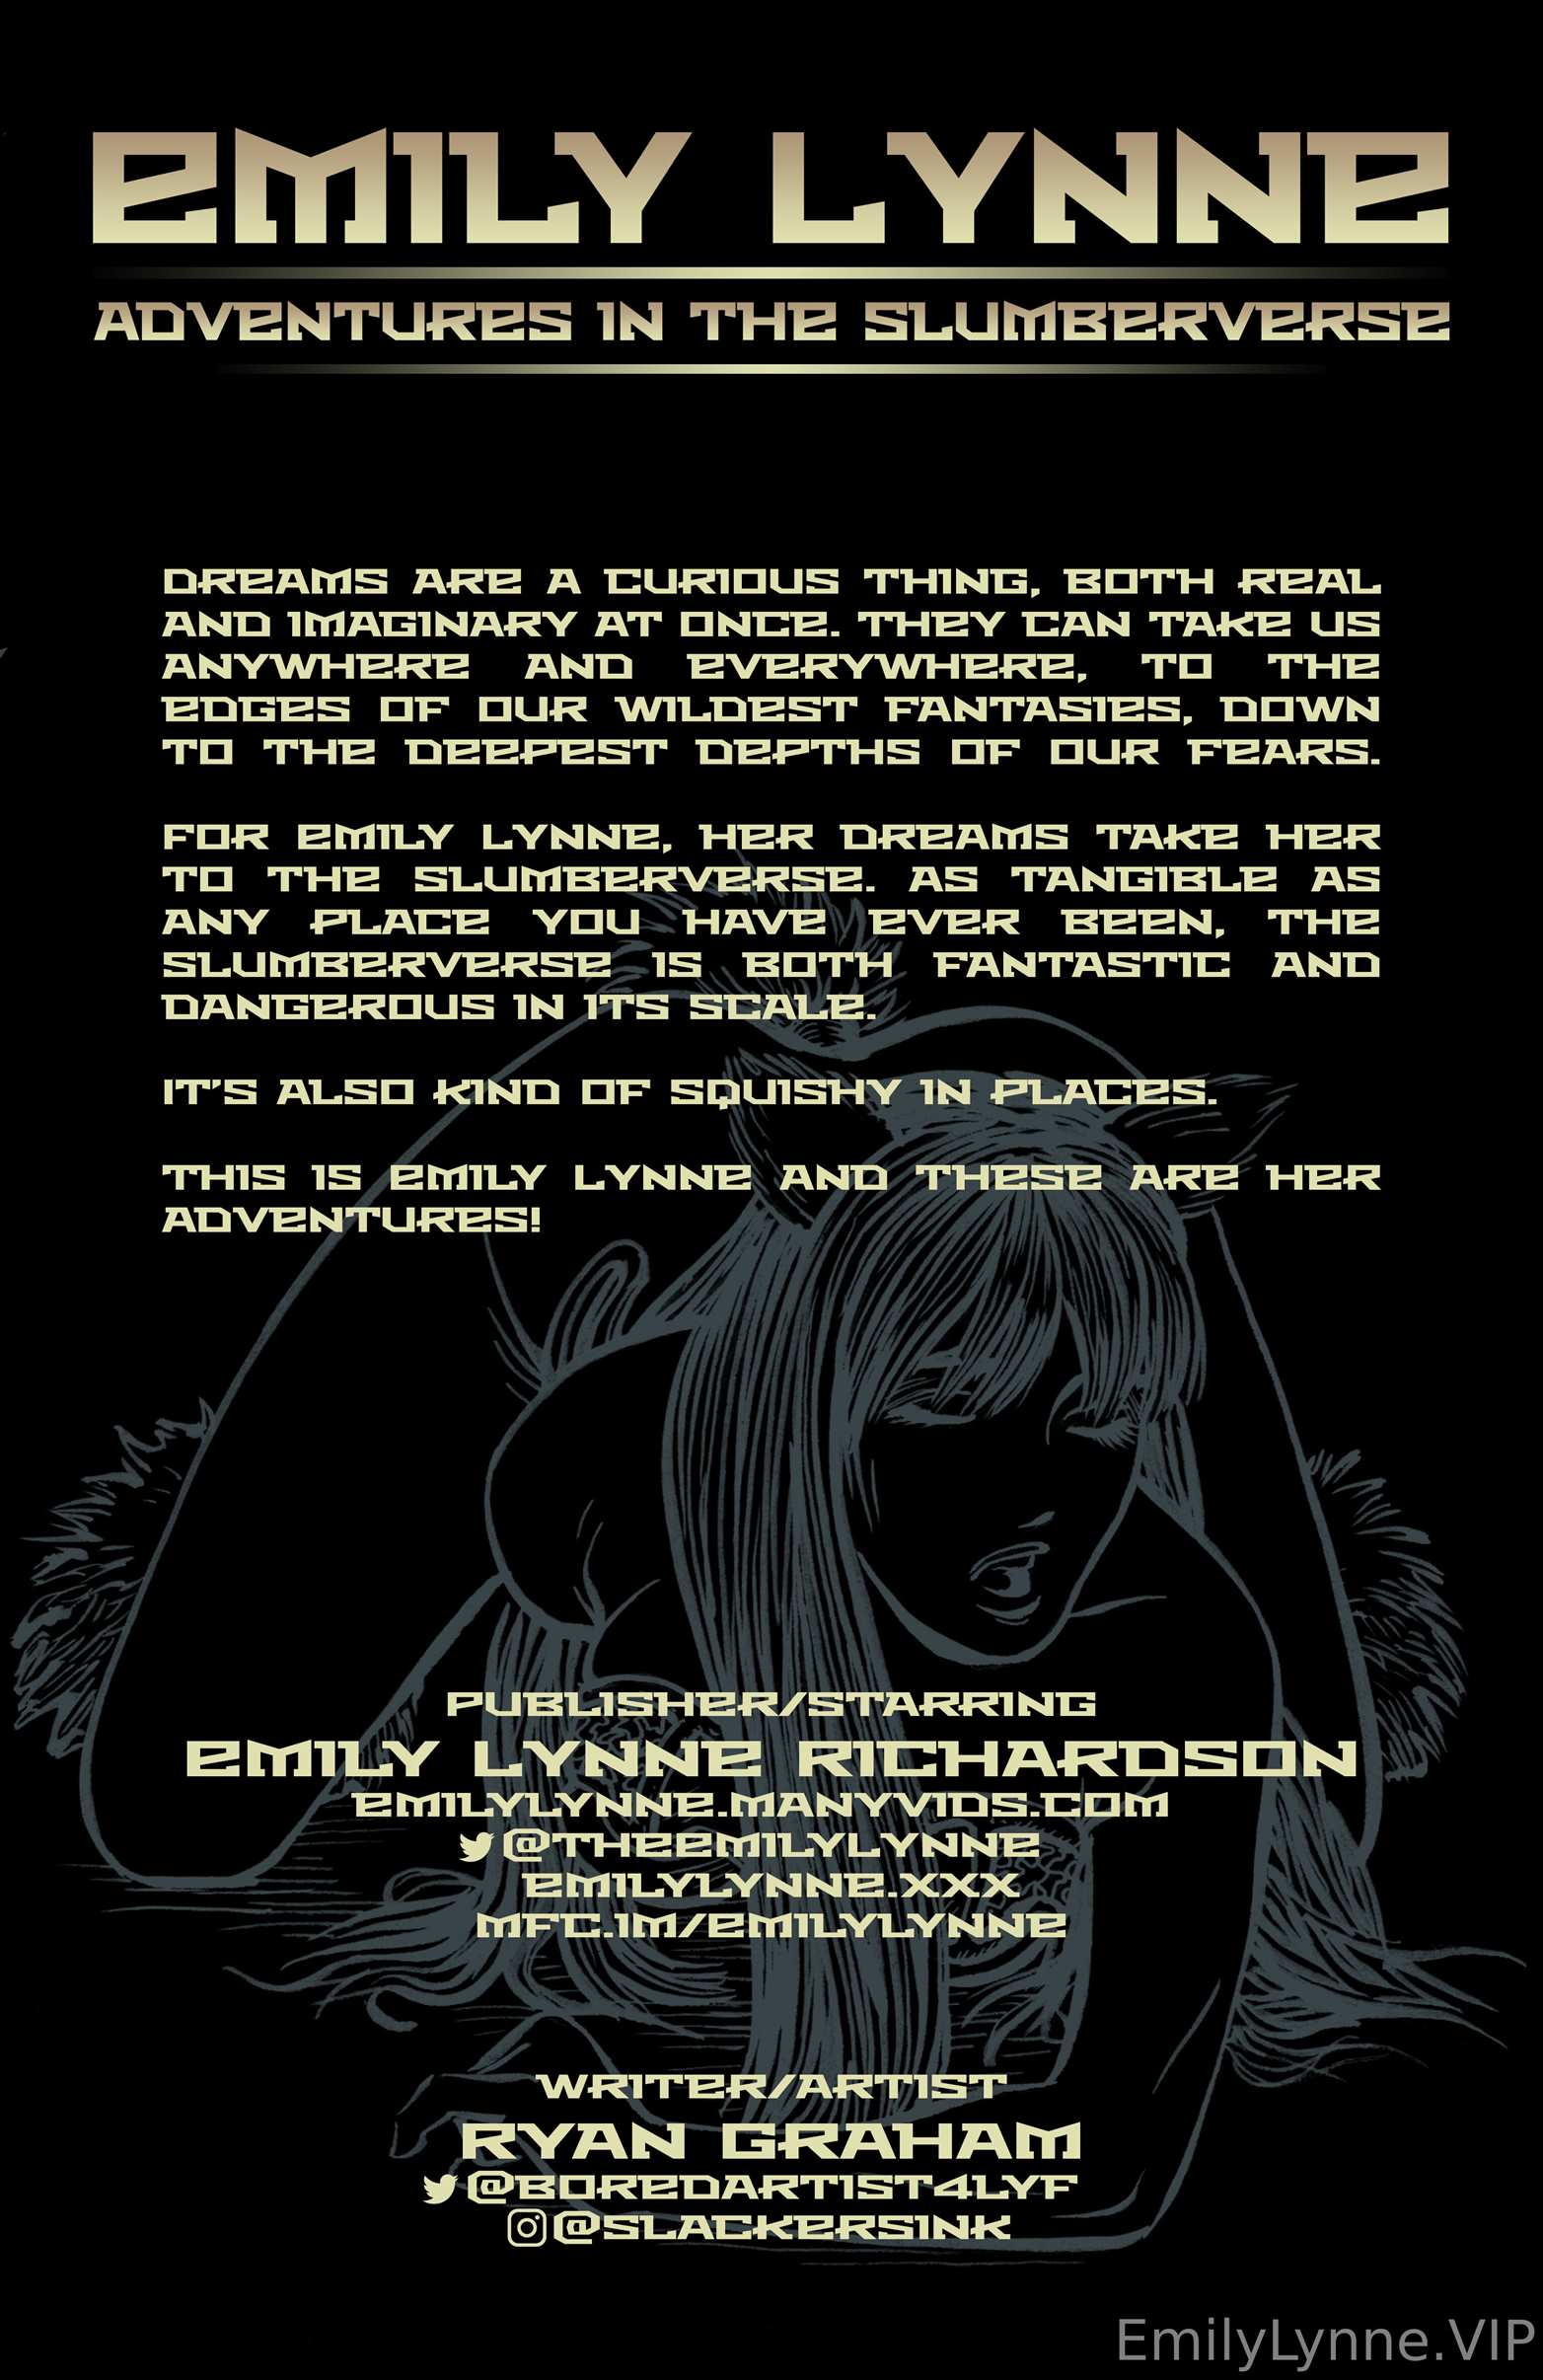 EMILY LYNNE
ADVENTURES IN THE SLUMBERVERSE
DREAMS ARE A CURIOUS THING, BOTH REAL
AND IMAGINARY AT ONCE. THEY CAN TAKE US
ANYWHERE AND EVERYWHERE, TO THE
EDGES OF OUR WILDEST FANTASIES, DOWN
TO THE DEEPEST DEPTHS OF OUR FEARS.
FOR EMILY LYNNE, HER DREAMS TAKE HER
TO THE SLUMBERVERSE. AS TANGIBLE AS
ANY PLACE YOU HAVE EVER BEEN, THE
SLUMBERVERSE IS BOTH FANTASTIC AND
DANGEROUS IN ITS SCALE.
IT'S ALSO KIND OF SQUISHY IN PLACES.
THIS IS EMILY LYNNE AND THESE ARE HER
ADVENTURES!
PUBLISHER/STARRING
EMILY LYNNE RICHARDSON
EMILYLYNNE.MANYVIDS.COM
@THEEMILYLYNNE
EMILYLYNNE.XXX
MFC.IM/EMILYLYNNE
WRITER/ARTIST
RYAN GRAHAM
@BOREDARTIST4LYF
@SLACKERSINK
EmilyLynne.VIP